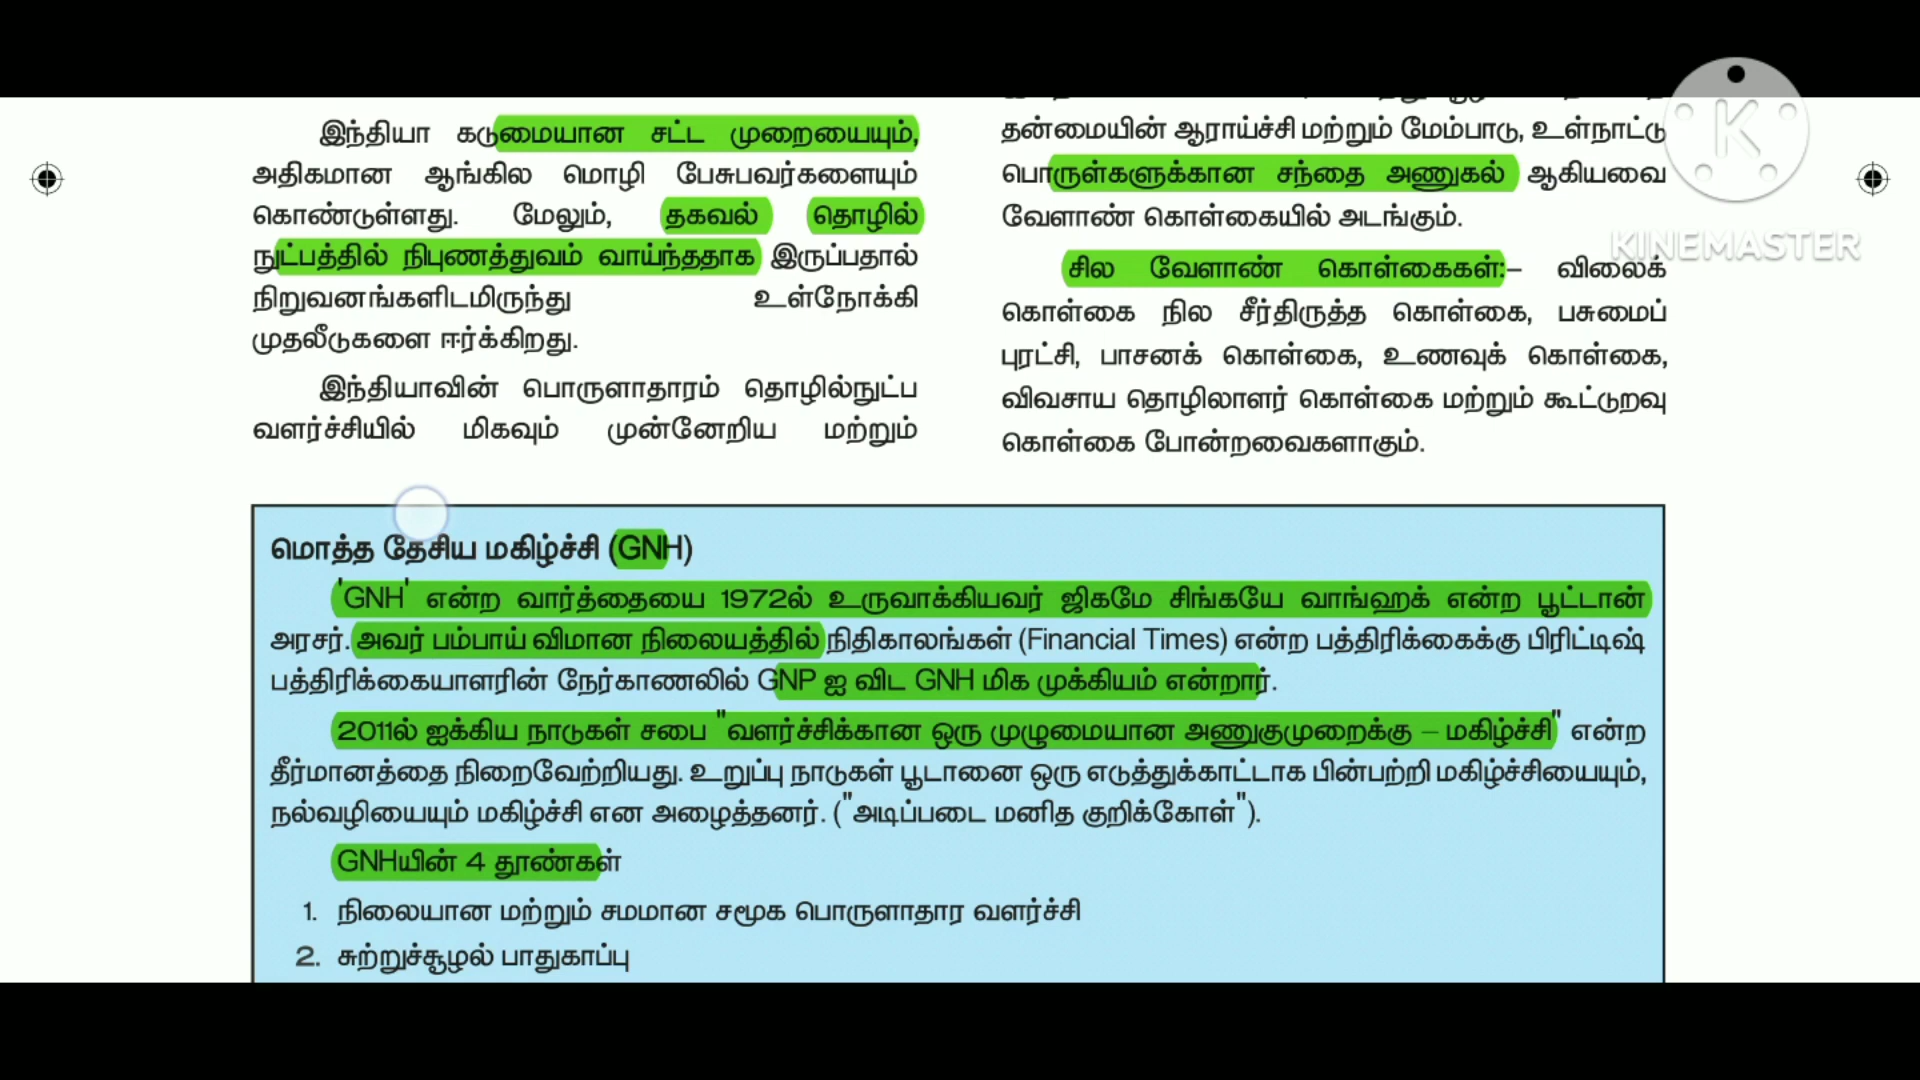 இந்தியா கடுமையான சட்ட முறையையும்,
அதிகமான ஆங்கில மொழி பேசுபவர்களையும்
கொண்டுள்ளது. மேலும், தகவல் தொழில்
நுட்பத்தில் நிபுணத்துவம் வாய்ந்ததாக இருப்பதால்
நிறுவனங்களிடமிருந்து உள்நோக்கி
முதலீடுகளை ஈர்க்கிறது.
இந்தியாவின் பொருளாதாரம் தொழில்நுட்ப
வளர்ச்சியில் மிகவும் முன்னேறிய மற்றும்
தன்மையின் ஆராய்ச்சி மற்றும் மேம்பாடு, உள்நாட்டு
பொருள்களுக்கான சந்தை அணுகல் ஆகியவை
வேளாண் கொள்கையில் அடங்கும்.
சில வேளாண் கொள்கைகள்:– விலைக்
கொள்கை நில சீர்திருத்த கொள்கை, பசுமைப்
புரட்சி, பாசனக் கொள்கை, உணவுக் கொள்கை,
விவசாய தொழிலாளர் கொள்கை மற்றும் கூட்டுறவு
கொள்கை போன்றவைகளாகும்.
K
KINEMASTER
மொத்த தேசிய மகிழ்ச்சி (GNH)
'GNH' என்ற வார்த்தையை 1972ல் உருவாக்கியவர் ஜிகமே சிங்கயே வாங்ஹக் என்ற பூட்டான்
அரசர். அவர் பம்பாய் விமான நிலையத்தில் நிதிகாலங்கள் (Financial Times) என்ற பத்திரிக்கைக்கு பிரிட்டிஷ்
பத்திரிக்கையாளரின் நேர்காணலில் GNP ஐ விட GNH மிக முக்கியம் என்றார்.
2011ல் ஐக்கிய நாடுகள் சபை "வளர்ச்சிக்கான ஒரு முழுமையான அணுகுமுறைக்கு – மகிழ்ச்சி" என்ற
தீர்மானத்தை நிறைவேற்றியது. உறுப்பு நாடுகள் பூடானை ஒரு எடுத்துக்காட்டாக பின்பற்றி மகிழ்ச்சியையும்,
நல்வழியையும் மகிழ்ச்சி என அழைத்தனர். ("அடிப்படை மனித குறிக்கோள்").
GNHயின் 4 தூண்கள்
1. நிலையான மற்றும் சமமான சமூக பொருளாதார வளர்ச்சி
2. சுற்றுச்சூழல் பாதுகாப்பு